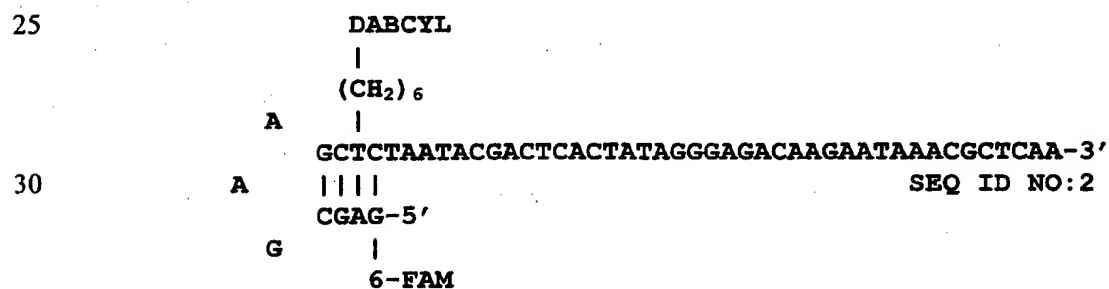 25 DABCYL
|
(CH2)6
A |
GCTCTAATACGACTCACTATAGGGAGACAAGAATAAACGCTCAA-3'
30 A |||| SEQ ID NO:2
CGAG-5'
G |
6-FAM